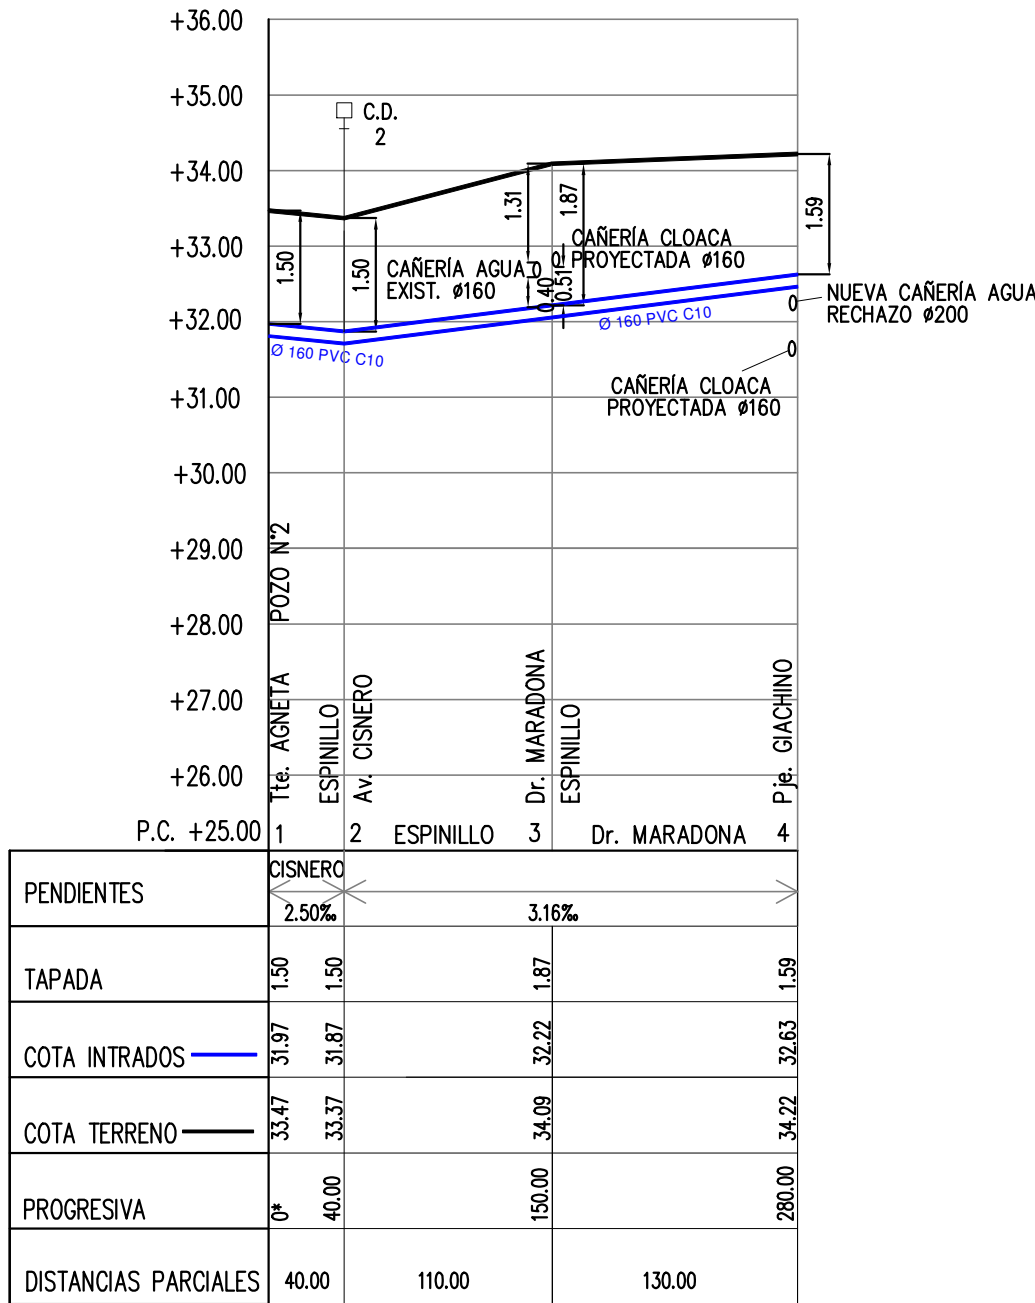 +36.00
+35.00
C.D.
2
+34.00
1.31
1.87
1.59
+33.00
1.50
1.50
CAÑERÍA AGUA
EXIST. ø160
CAÑERÍA CLOACA
PROYECTADA ø160
0.40
0.51
NUEVA CAÑERÍA AGUA
RECHAZO ø200
+32.00
Ø 160 PVC C10
Ø 160 PVC C10
CAÑERÍA CLOACA
PROYECTADA ø160
+31.00
+30.00
+29.00
+28.00
+27.00
+26.00
Tte. AGNETA POZO N°2
ESPINILLO
Av. CISNERO
Dr. MARADONA
ESPINILLO
Pje. GIACHINO
P.C. +25.00 1 2 ESPINILLO 3 Dr. MARADONA 4
CISNERO
PENDIENTES 2.50‰ 3.16‰
TAPADA 1.50 1.50 1.87 1.59
COTA INTRADOS 31.97 31.87 32.22 32.63
COTA TERRENO 33.47 33.37 34.09 34.22
PROGRESIVA 0* 40.00 150.00 280.00
DISTANCIAS PARCIALES 40.00 110.00 130.00